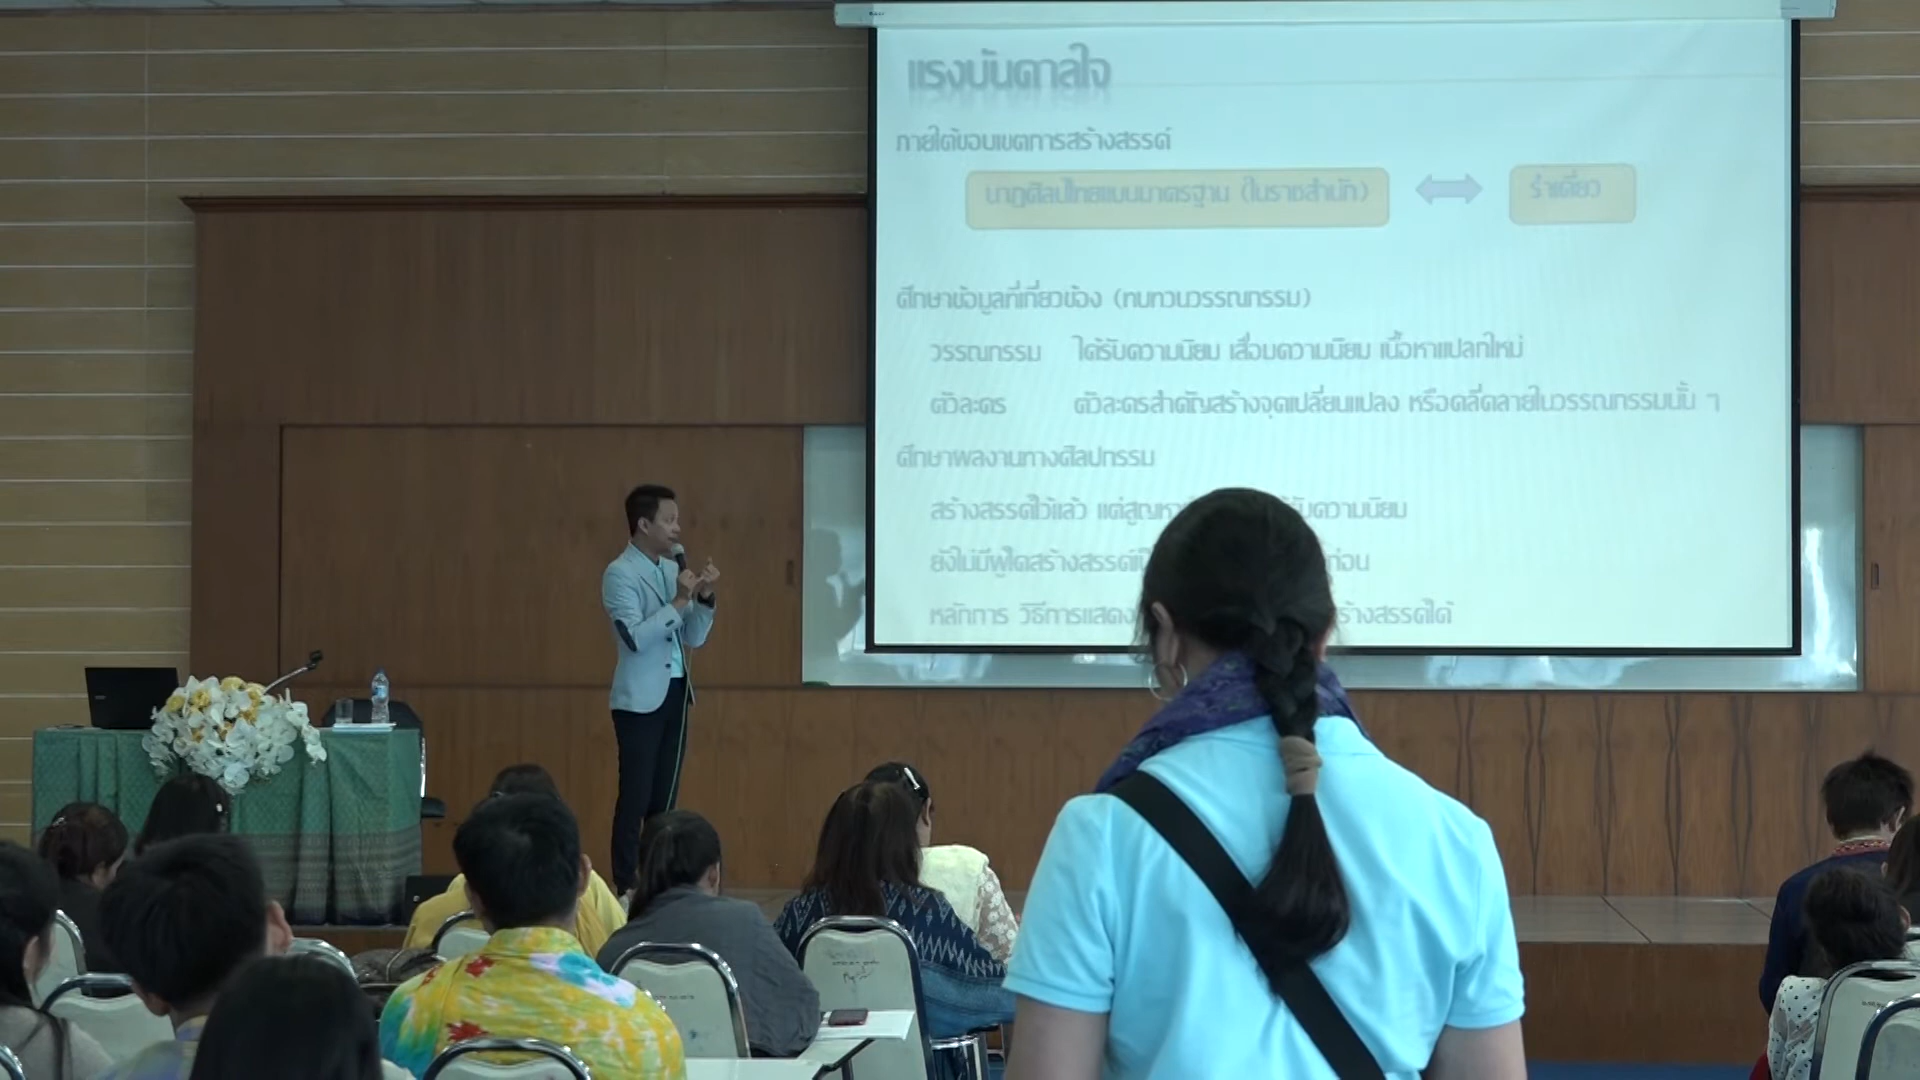 แรงบันดาลใจ
ภายใต้ขอบเขตการสร้างสรรค์
นาฏศิลป์ไทยแบบมาตรฐาน (ในราชสำนัก) รำเดี่ยว
ศึกษาข้อมูลที่เกี่ยวข้อง (ทบทวนวรรณกรรม)
วรรณกรรม ได้รับความนิยม เสื่อมความนิยม เนื้อหาแปลกใหม่
ตัวละคร ตัวละครสำคัญสร้างจุดเปลี่ยนแปลง หรือคลี่คลายในวรรณกรรมนั้น ๆ
ศึกษาผลงานทางศิลปกรรม
สร้างสรรค์ไว้แล้ว แต่สูญหา รับความนิยม
ยังไม่มีผู้ใดสร้างสรรค์ ก่อน
หลักการ วิธีการแสดง ร้างสรรค์ได้